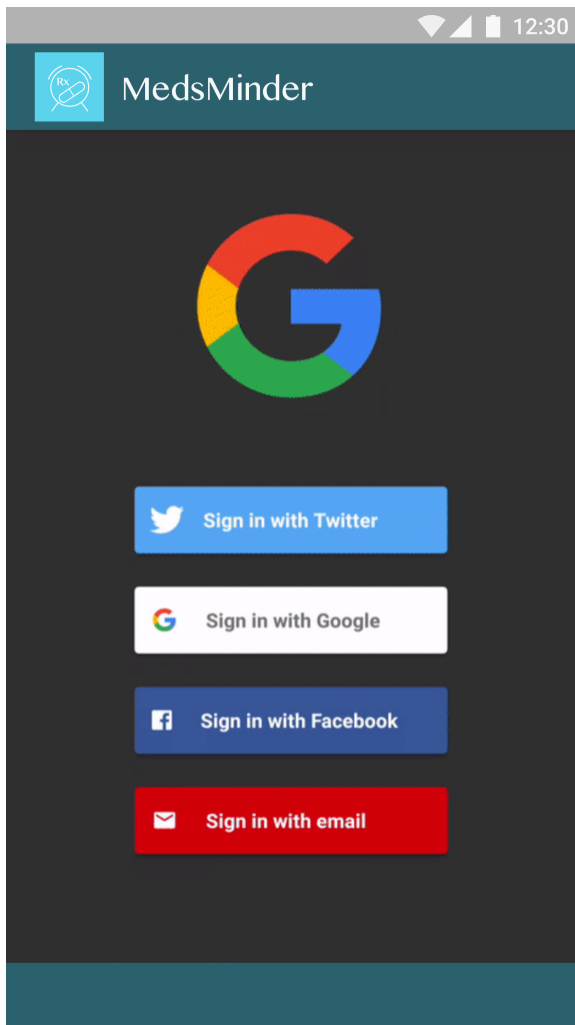 12:30
Rx
MedsMinder
Sign in with Twitter
Sign in with Google
Sign in with Facebook
Sign in with email